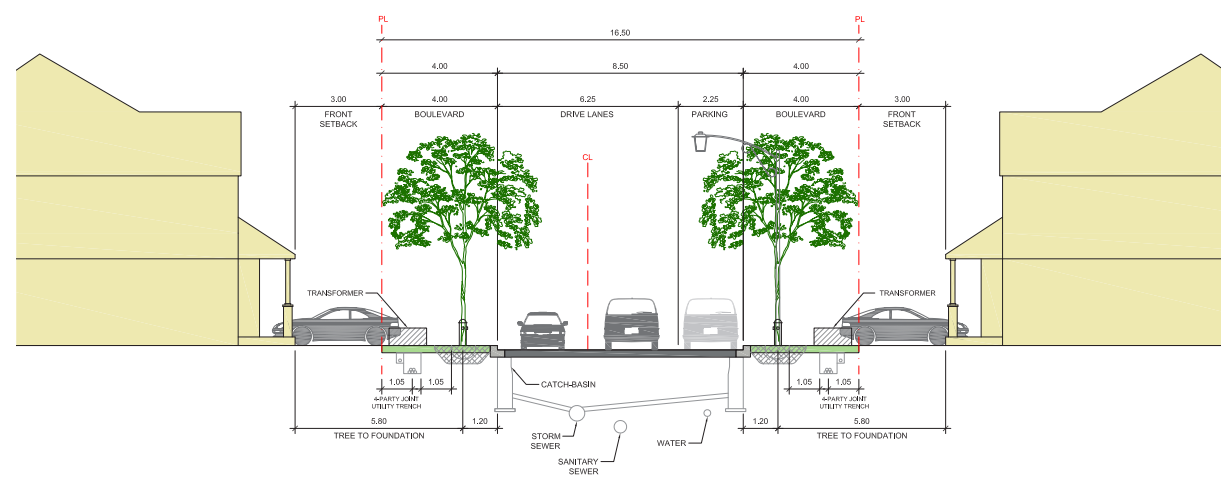 PL
PL
16.50
4.00
8.50
4.00
3.00
4.00
6.25
2.25
4.00
3.00
FRONT
SETBACK
BOULEVARD
DRIVE LANES
PARKING
BOULEVARD
FRONT
SETBACK
CL
TRANSFORMER
TRANSFORMER
1.05
1.05
CATCH-BASIN
1.05
1.05
4-PARTY JOINT
UTILITY TRENCH
4-PARTY JOINT
UTILITY TRENCH
5.80
1.20
1.20
5.80
TREE TO FOUNDATION
TREE TO FOUNDATION
STORM
SEWER
WATER
SANITARY
SEWER